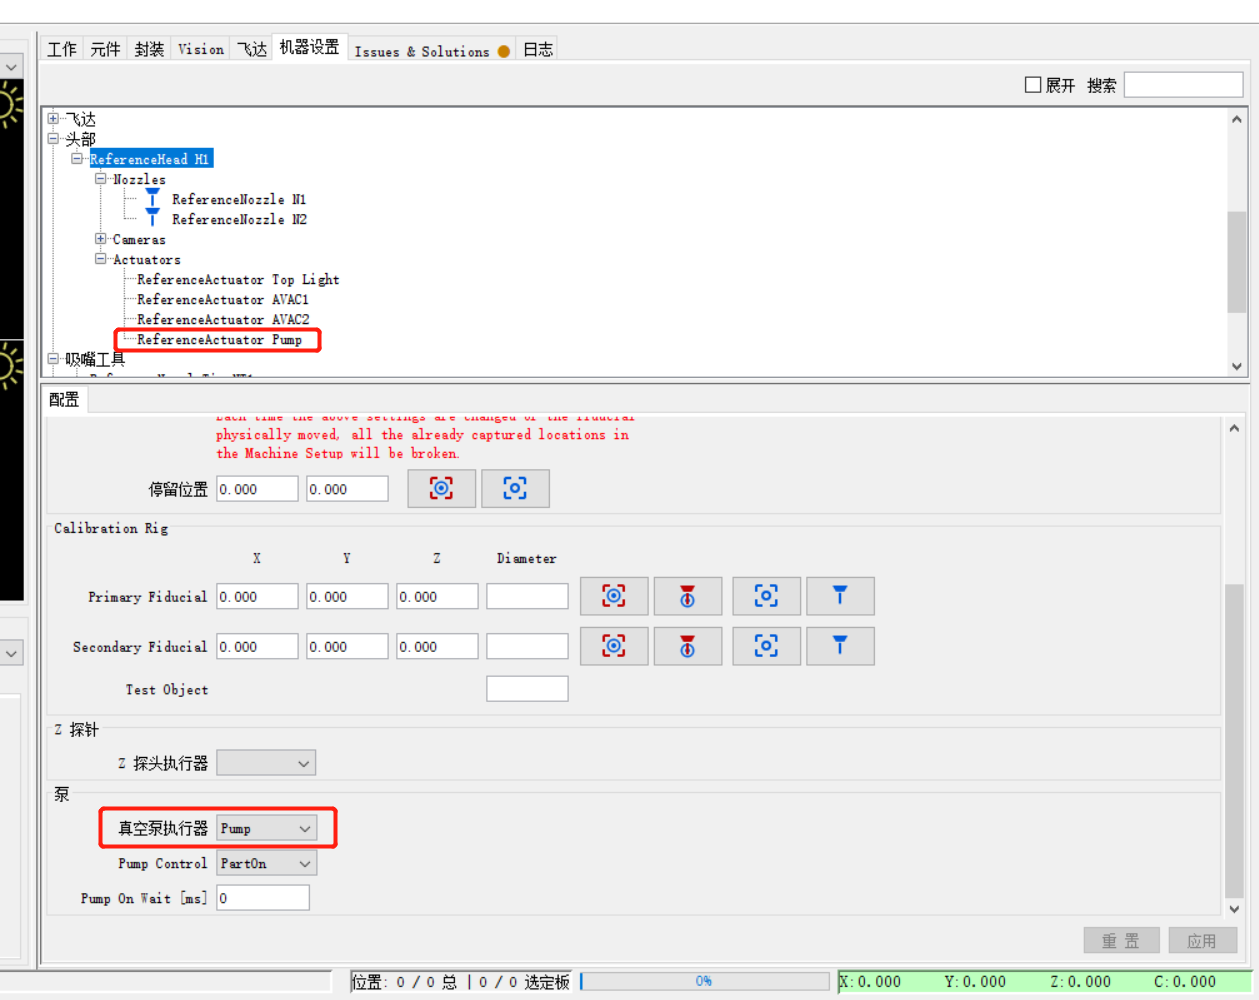 工作 元件 封装 Vision 飞达 机器设置 Issues & Solutions 日志
展开 搜索
飞达
头部
ReferenceHead H1
Nozzles
ReferenceNozzle N1
ReferenceNozzle N2
Cameras
Actuators
ReferenceActuator Top Light
ReferenceActuator AVAC1
ReferenceActuator AVAC2
ReferenceActuator Pump
吸嘴工具
配置
Each time the above settings are changed or the fiducial
physically moved, all the already captured locations in
the Machine Setup will be broken.
停留位置 0.000 0.000
Calibration Rig
X Y Z Diameter
Primary Fiducial 0.000 0.000 0.000
Secondary Fiducial 0.000 0.000 0.000
Test Object
Z 探针
Z 探头执行器
泵
真空泵执行器 Pump
Pump Control PartOn
Pump On Wait [ms] 0
重 置 应用
位置: 0 / 0 总 | 0 / 0 选定板 0% X:0.000 Y:0.000 Z:0.000 C:0.000